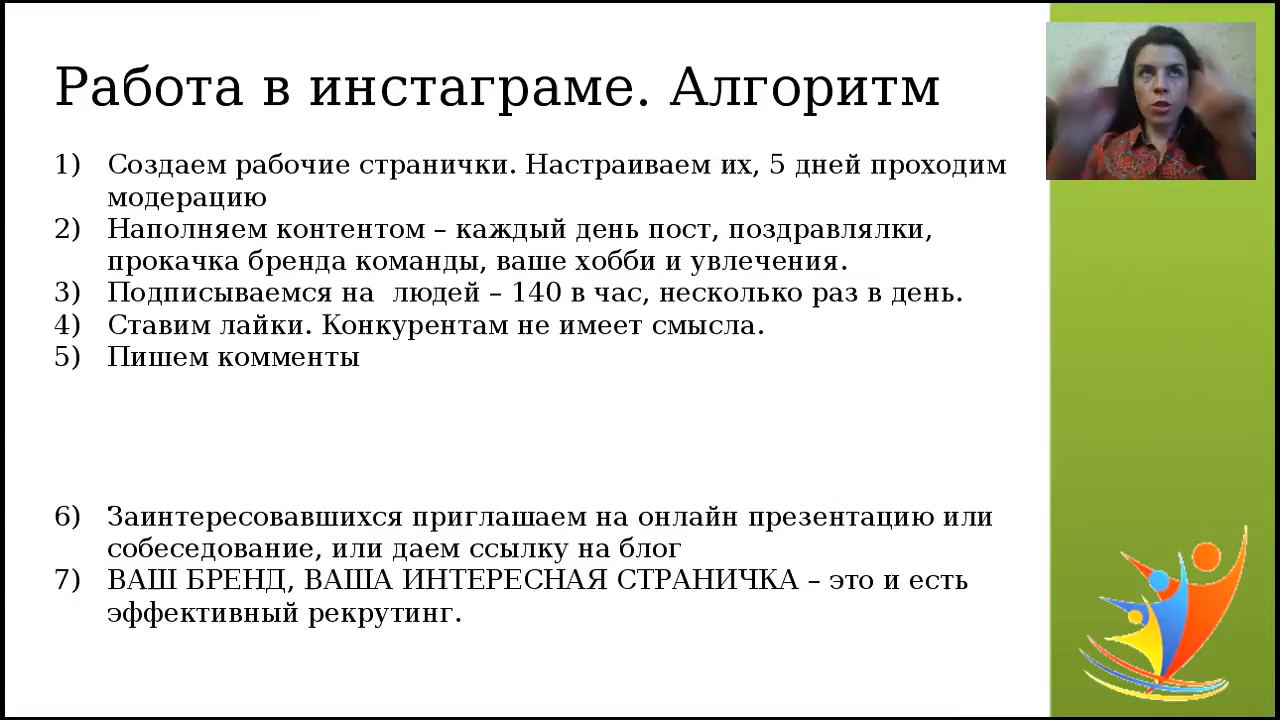 Работа в инстаграме. Алгоритм
1) Создаем рабочие странички. Настраиваем их, 5 дней проходим
модерацию
2) Наполняем контентом – каждый день пост, поздравлялки,
прокачка бренда команды, ваше хобби и увлечения.
3) Подписываемся на людей – 140 в час, несколько раз в день.
4) Ставим лайки. Конкурентам не имеет смысла.
5) Пишем комменты
6) Заинтересовавшихся приглашаем на онлайн презентацию или
собеседование, или даем ссылку на блог
7) ВАШ БРЕНД, ВАША ИНТЕРЕСНАЯ СТРАНИЧКА – это и есть
эффективный рекрутинг.